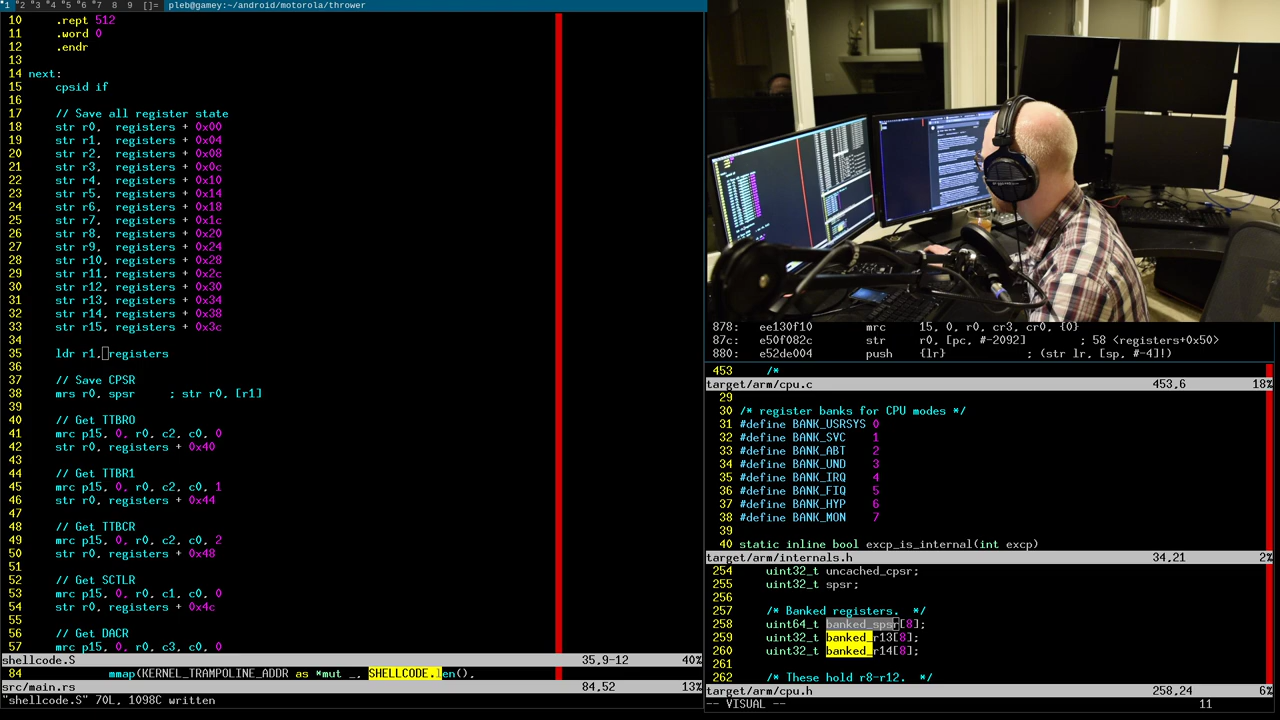 1 2 3 4 5 6 7 8 9 []= pleb@gamey:~/android/motorola/thrower
10 .rept 512
11 .word 0
12 .endr
13
14 next:
15 cpsid if
16
17 // Save all register state
18 str r0, registers + 0x00
19 str r1, registers + 0x04
20 str r2, registers + 0x08
21 str r3, registers + 0x0c
22 str r4, registers + 0x10
23 str r5, registers + 0x14
24 str r6, registers + 0x18
25 str r7, registers + 0x1c
26 str r8, registers + 0x20
27 str r9, registers + 0x24
28 str r10, registers + 0x28
29 str r11, registers + 0x2c
30 str r12, registers + 0x30
31 str r13, registers + 0x34
32 str r14, registers + 0x38
33 str r15, registers + 0x3c
34
35 ldr r1, registers
36
37 // Save CPSR
38 mrs r0, spsr ; str r0, [r1]
39
40 // Get TTBR0
41 mrc p15, 0, r0, c2, c0, 0
42 str r0, registers + 0x40
43
44 // Get TTBR1
45 mrc p15, 0, r0, c2, c0, 1
46 str r0, registers + 0x44
47
48 // Get TTBCR
49 mrc p15, 0, r0, c2, c0, 2
50 str r0, registers + 0x48
51
52 // Get SCTLR
53 mrc p15, 0, r0, c1, c0, 0
54 str r0, registers + 0x4c
55
56 // Get DACR
57 mrc p15, 0, r0, c3, c0, 0
shellcode.S 35,9-12 40%
84 mmap(KERNEL_TRAMPOLINE_ADDR as *mut _, SHELLCODE.len(),
src/main.rs 84,52 13%
"shellcode.S" 70L, 1098C written
878: ee130f10 mrc 15, 0, r0, cr3, cr0, {0}
87c: e50f082c str r0, [pc, #-2092] ; 58 <registers+0x50>
880: e52de004 push {lr} ; (str lr, [sp, #-4]!)
453 /*
target/arm/cpu.c 453,6 18%
29
30 /* register banks for CPU modes */
31 #define BANK_USRSYS 0
32 #define BANK_SVC 1
33 #define BANK_ABT 2
34 #define BANK_UND 3
35 #define BANK_IRQ 4
36 #define BANK_FIQ 5
37 #define BANK_HYP 6
38 #define BANK_MON 7
39
40 static inline bool excp_is_internal(int excp)
target/arm/internals.h 34,21 2%
254 uint32_t uncached_cpsr;
255 uint32_t spsr;
256
257 /* Banked registers. */
258 uint64_t banked_spsr[8];
259 uint32_t banked_r13[8];
260 uint32_t banked_r14[8];
261
262 /* These hold r8-r12. */
target/arm/cpu.h 258,24 6%
-- VISUAL -- 11